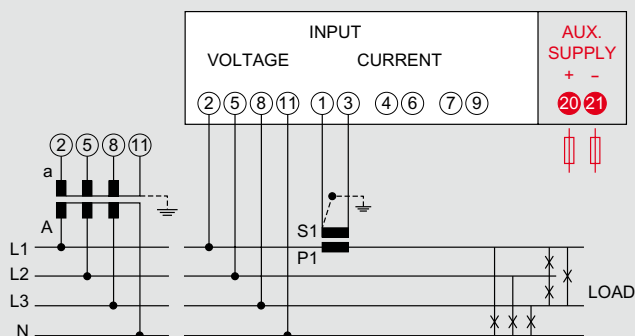 INPUT
AUX.
SUPPLY
VOLTAGE CURRENT
+ –
2 5 8 11 1 3 4 6 7 9 20 21
2 5 8 11
a
A
S1
P1
L1
L2
L3
LOAD
N